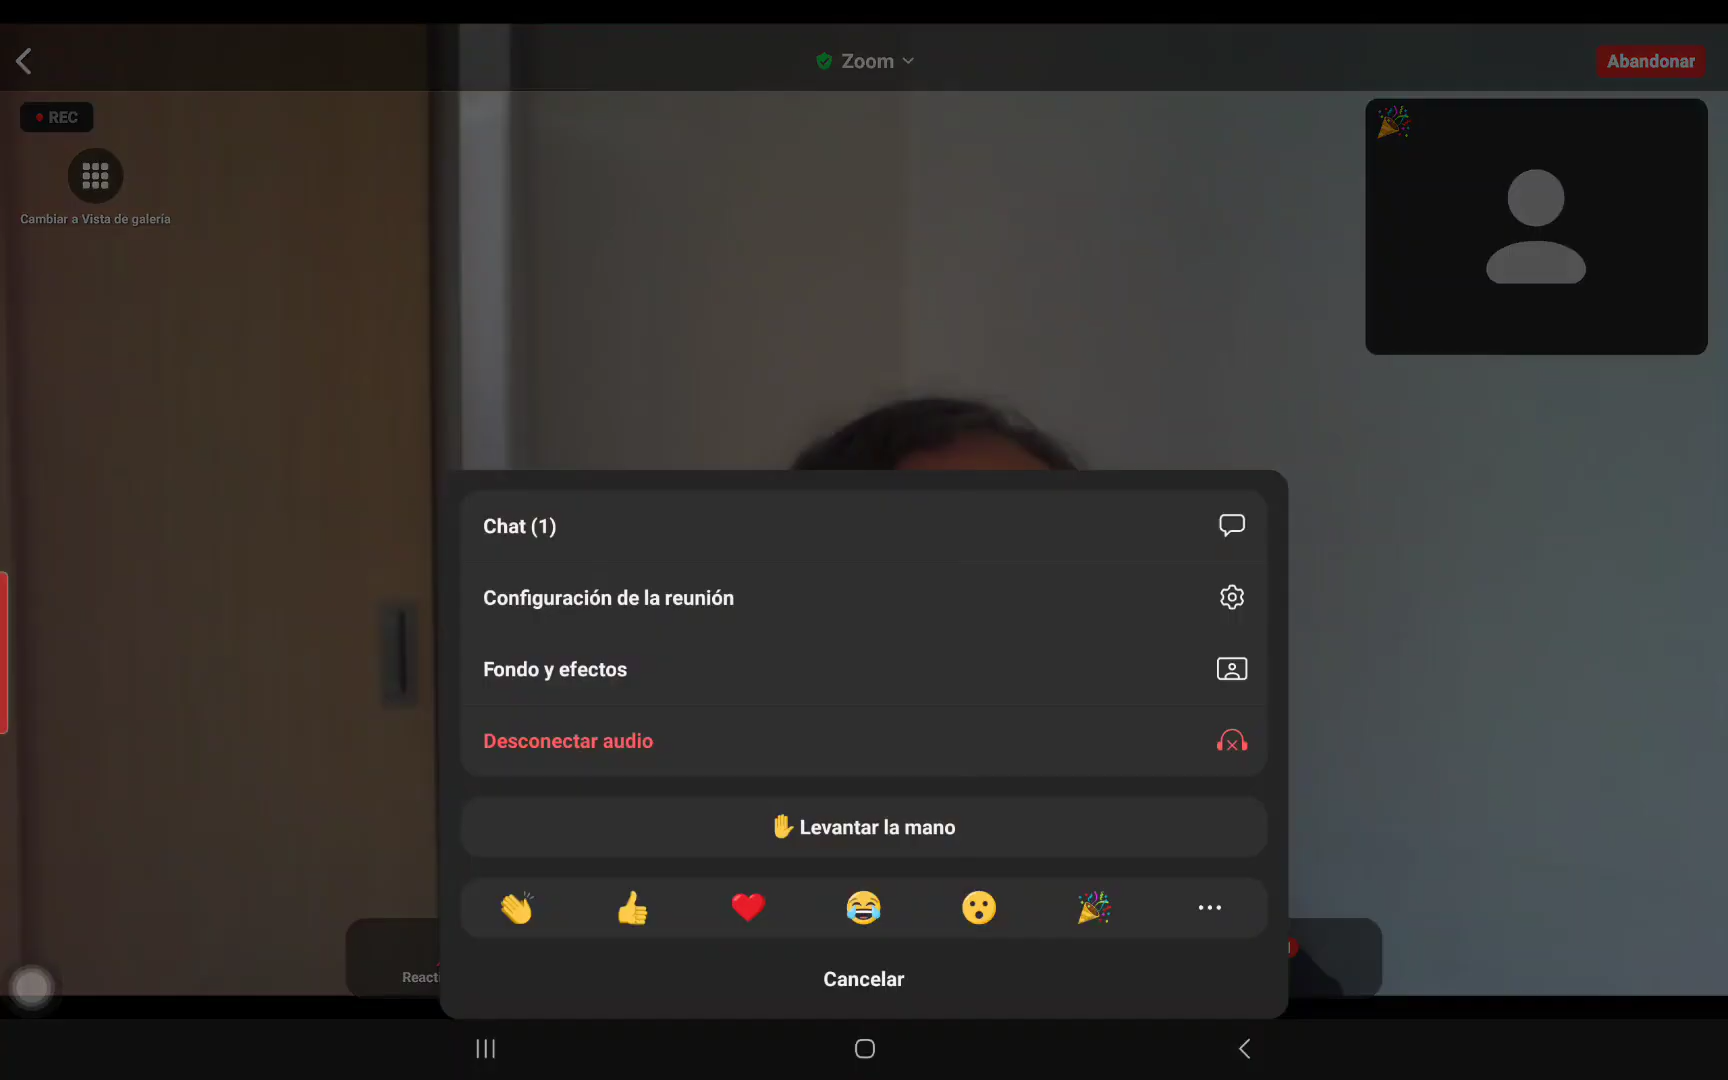 Zoom
Abandonar
REC
Cambiar a Vista de galería
Chat (1)
Configuración de la reunión
Fondo y efectos
Desconectar audio
Levantar la mano
Reacti
Cancelar